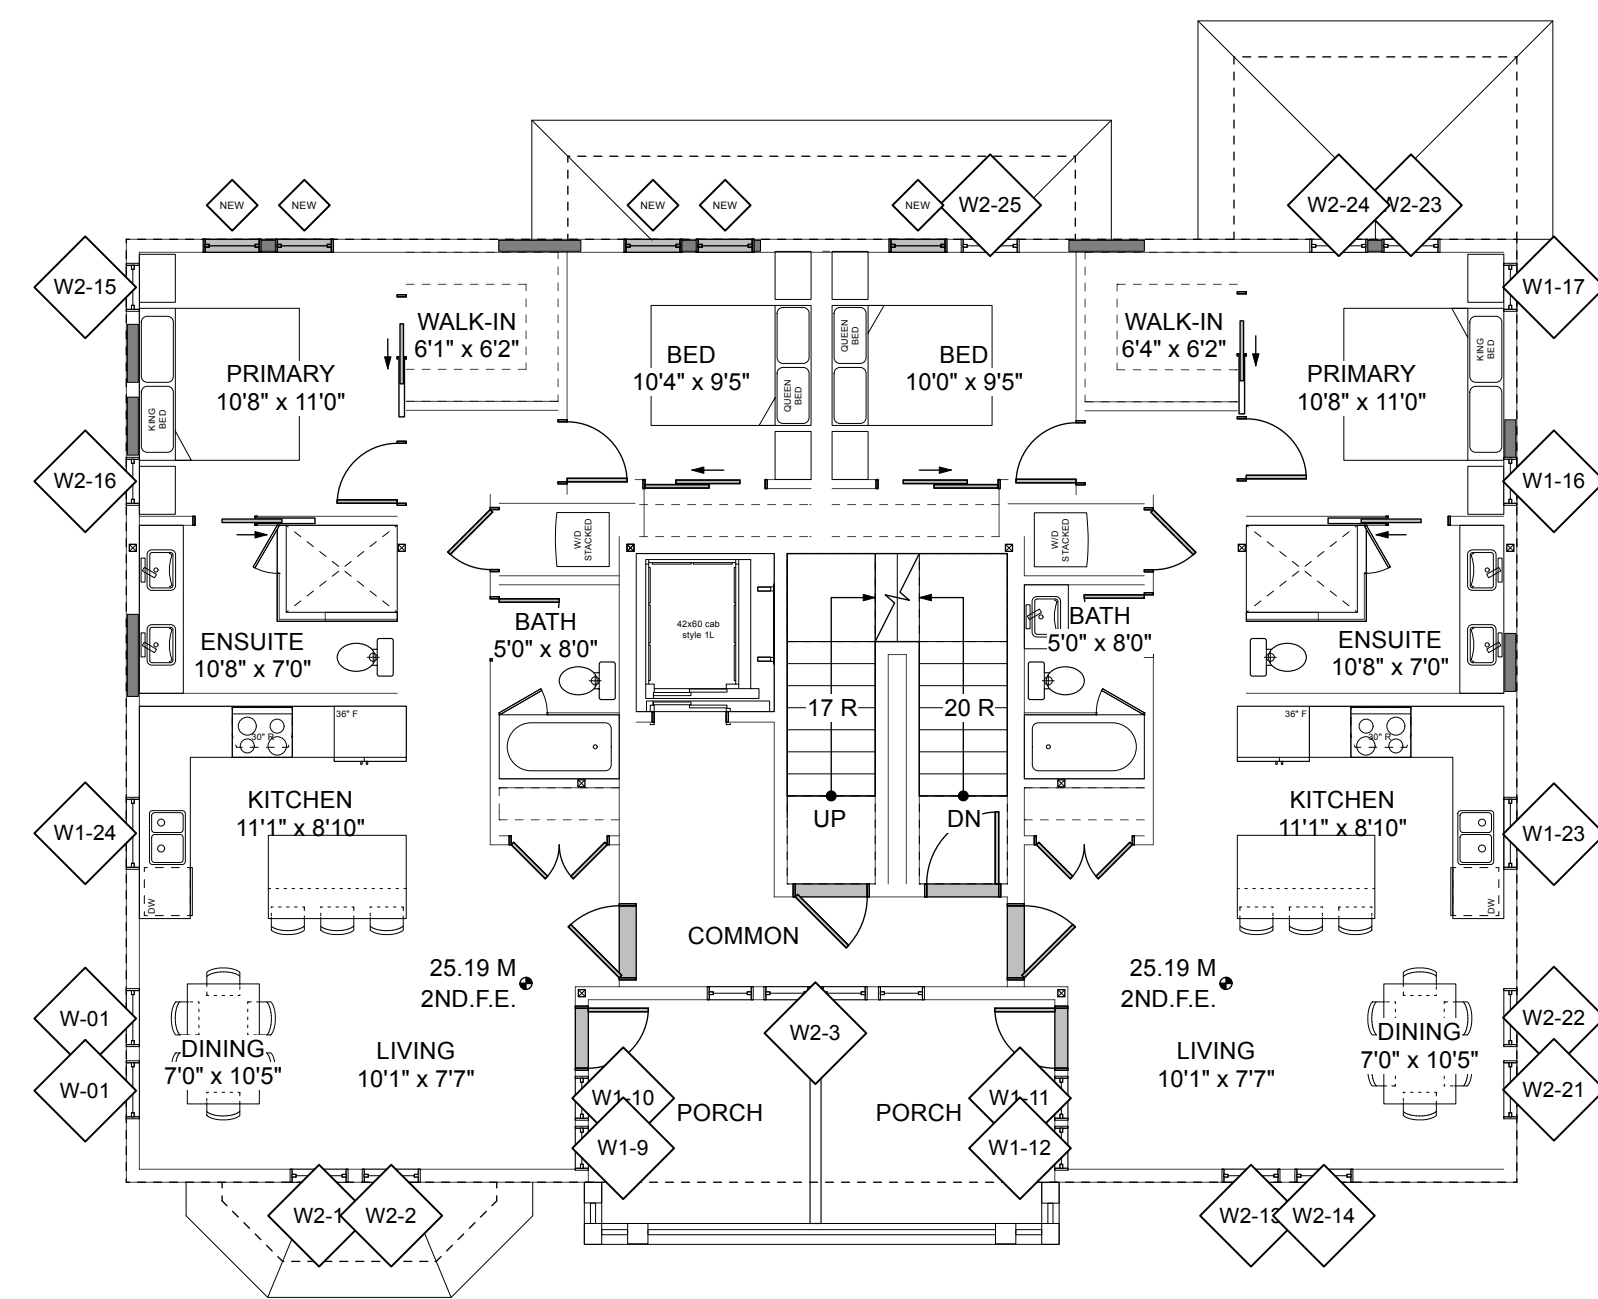 NEW
NEW
NEW
NEW
NEW
W2-25
W2-24
W2-23
W2-15
W1-17
WALK-IN
6'1" x 6'2"
WALK-IN
6'4" x 6'2"
PRIMARY
10'8" x 11'0"
BED
10'4" x 9'5"
BED
10'0" x 9'5"
PRIMARY
10'8" x 11'0"
KING
BED
QUEEN
BED
QUEEN
BED
KING
BED
W2-16
W1-16
W/D
STACKED
W/D
STACKED
42x60 cab
style 1L
BATH
5'0" x 8'0"
BATH
5'0" x 8'0"
ENSUITE
10'8" x 7'0"
ENSUITE
10'8" x 7'0"
17 R
20 R
36" F
30" R
36" F
30" R
KITCHEN
11'1" x 8'10"
KITCHEN
11'1" x 8'10"
UP
DN
W1-24
W1-23
DW
DW
COMMON
25.19 M
2ND.F.E.
25.19 M
2ND.F.E.
W-01
W2-3
W2-22
DINING
7'0" x 10'5"
LIVING
10'1" x 7'7"
LIVING
10'1" x 7'7"
DINING
7'0" x 10'5"
W-01
W2-21
W1-10
PORCH
PORCH
W1-11
W1-9
W1-12
W2-1
W2-2
W2-13
W2-14